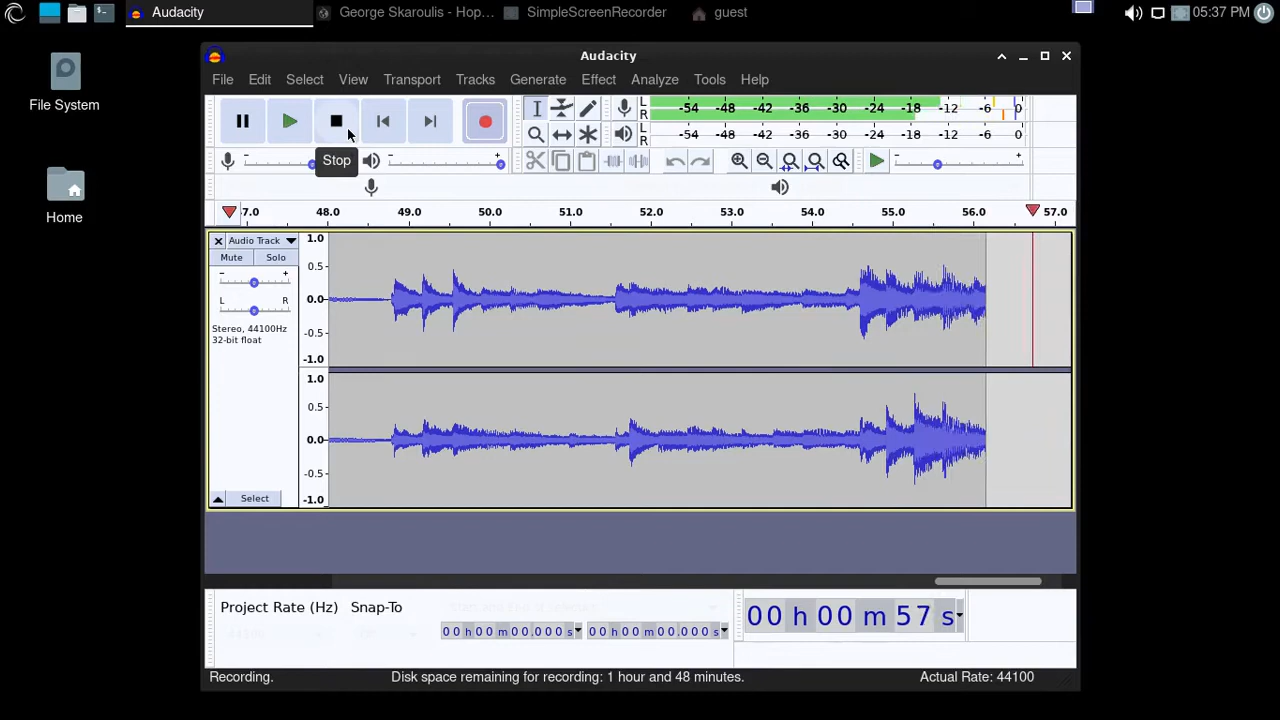 Audacity
George Skaroulis - Hop...
SimpleScreenRecorder
guest
05:37 PM
File System
Home
Audacity
File Edit Select View Transport Tracks Generate Effect Analyze Tools Help
L -54 -48 -42 -36 -30 -24 -18 -12 -6 0
R
L -54 -48 -42 -36 -30 -24 -18 -12 -6 0
R
Stop
- + - + - +
7.0 48.0 49.0 50.0 51.0 52.0 53.0 54.0 55.0 56.0 57.0
Audio Track
Mute Solo
- +
L R
Stereo, 44100Hz
32-bit float
Select
1.0
0.5
0.0
-0.5
-1.0
1.0
0.5
0.0
-0.5
-1.0
Project Rate (Hz) Snap-To
00 h 00 m 00.000 s 00 h 00 m 00.000 s
00 h 00 m 57 s
Recording. Disk space remaining for recording: 1 hour and 48 minutes. Actual Rate: 44100